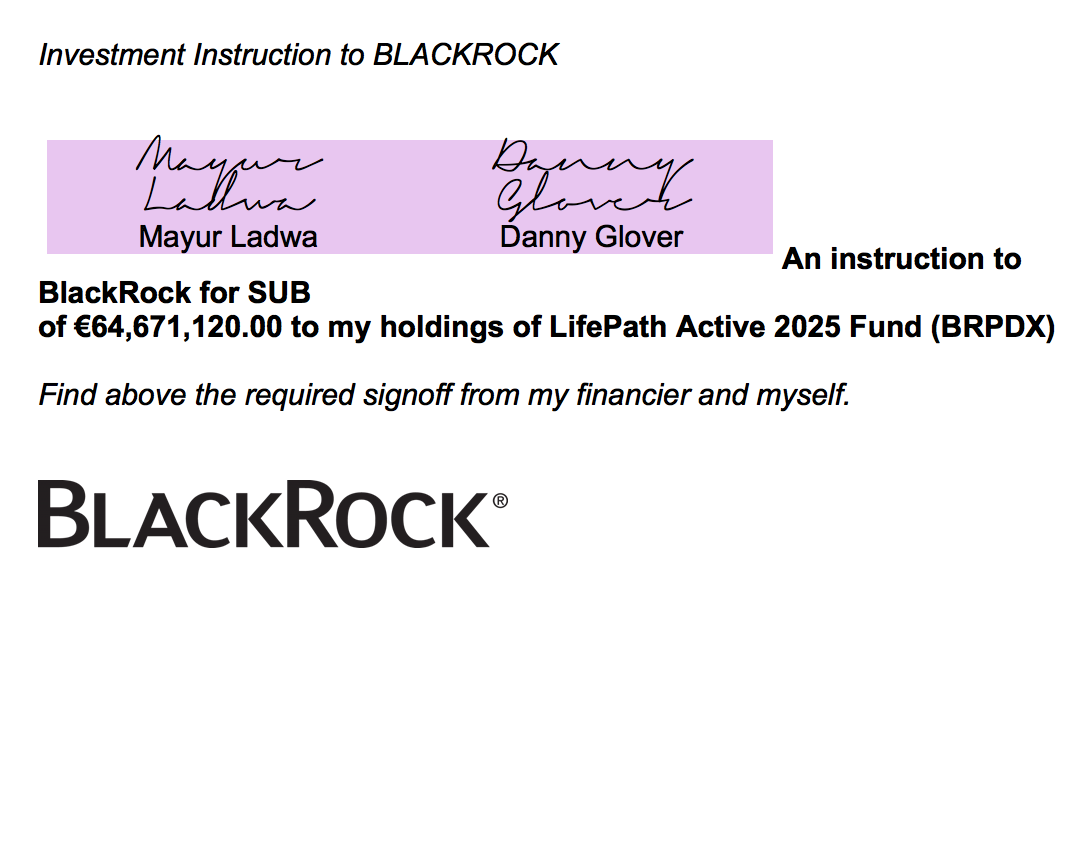 Investment Instruction to BLACKROCK
Mayur Danny
Ladwa Glover
Mayur Ladwa Danny Glover
An instruction to
BlackRock for SUB
of €64,671,120.00 to my holdings of LifePath Active 2025 Fund (BRPDX)
Find above the required signoff from my financier and myself.
BLACKROCK®